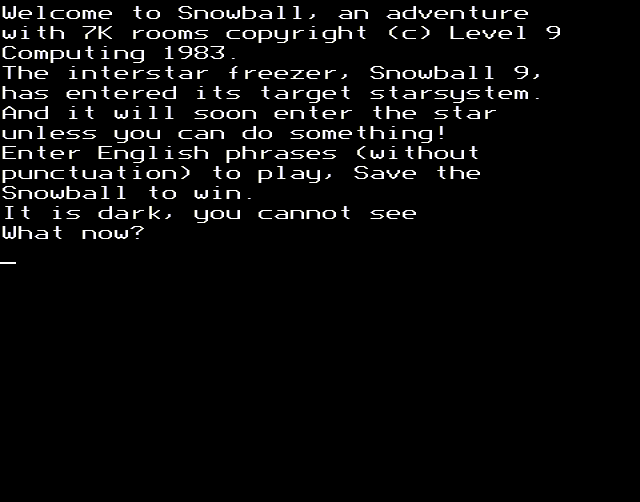 Welcome to Snowball, an adventure
with 7K rooms copyright (c) Level 9
Computing 1983.
The interstar freezer, Snowball 9,
has entered its target starsystem.
And it will soon enter the star
unless you can do something!
Enter English phrases (without
punctuation) to play, Save the
Snowball to win.
It is dark, you cannot see
What now?
_